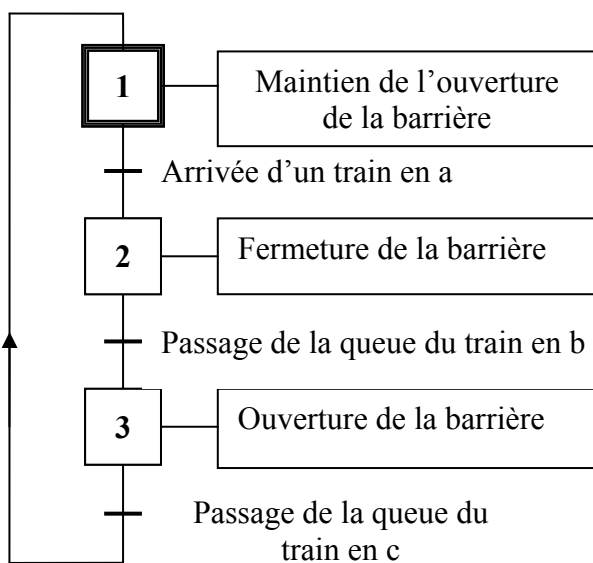 1
Maintien de l’ouverture
de la barrière
Arrivée d’un train en a
2
Fermeture de la barrière
Passage de la queue du train en b
3
Ouverture de la barrière
Passage de la queue du
train en c